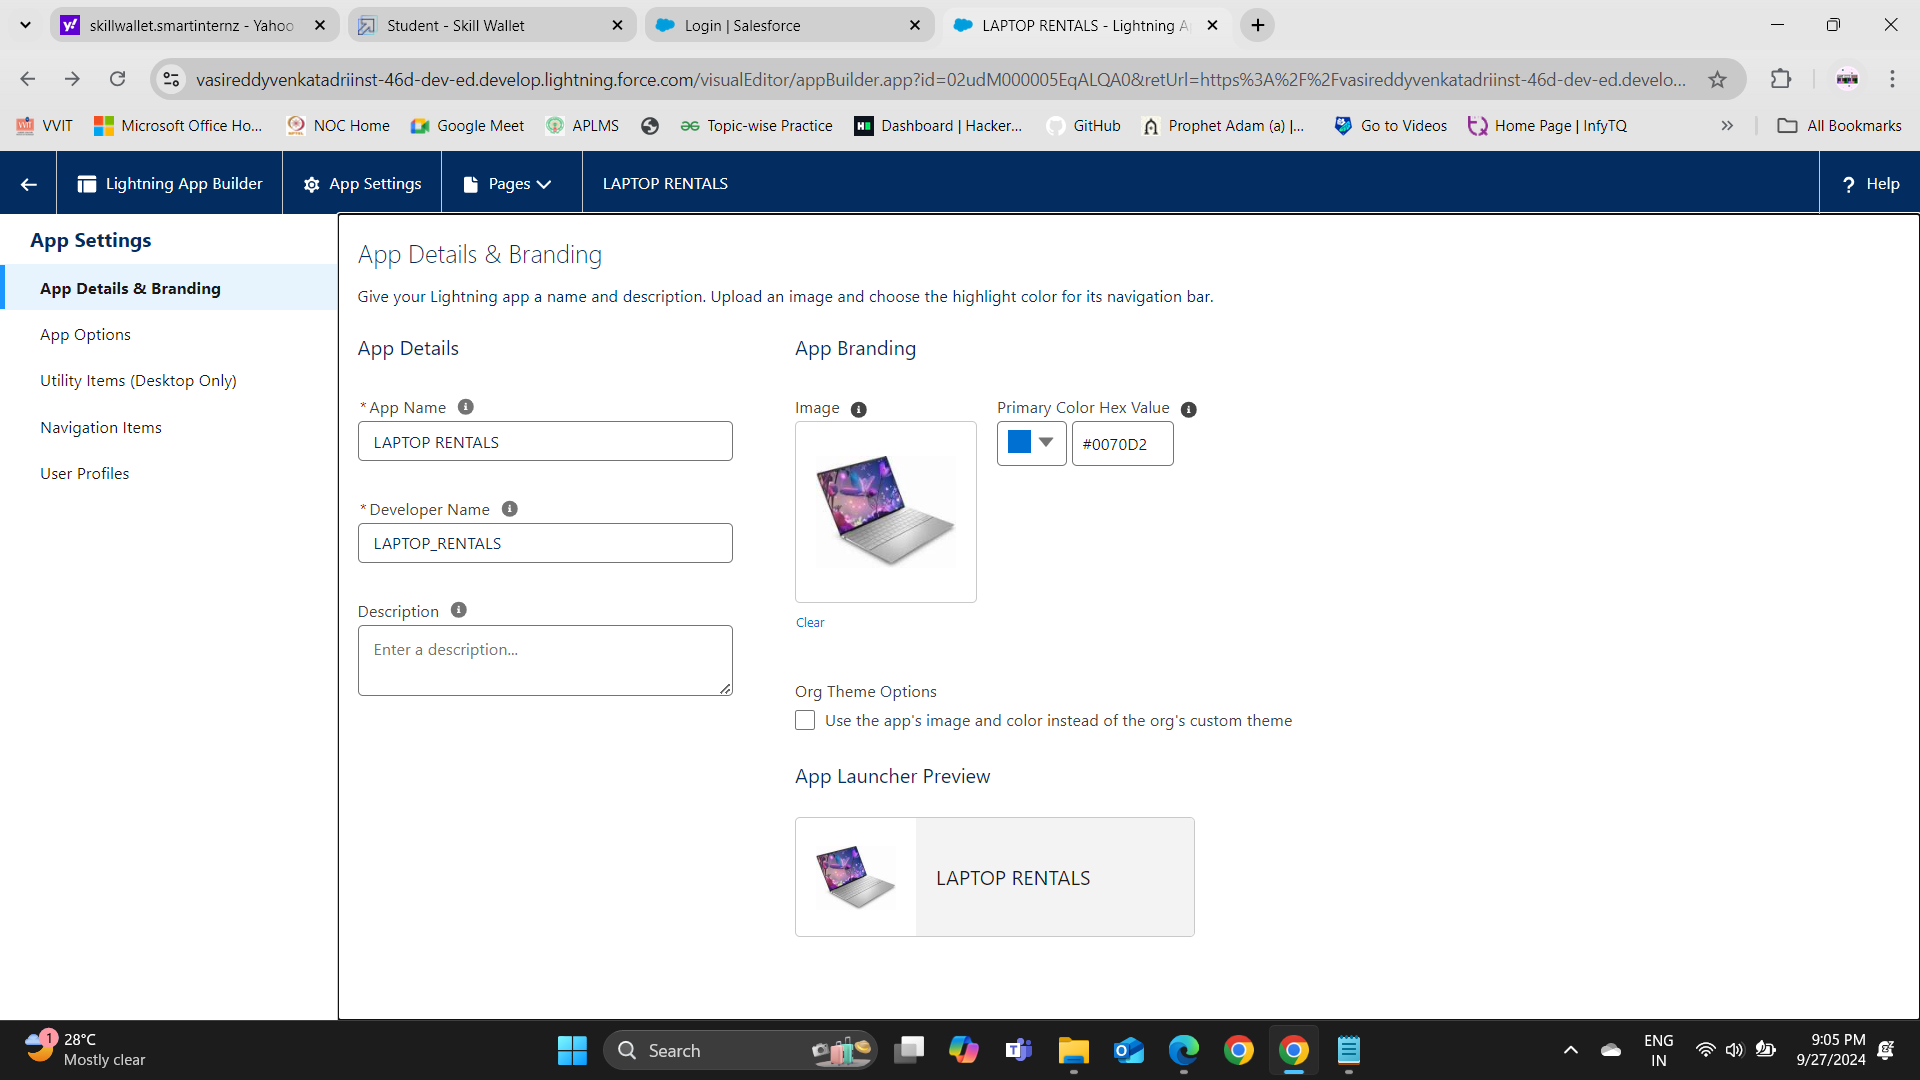 skillwallet.smartinternz - Yahoo
Student - Skill Wallet
Login | Salesforce
LAPTOP RENTALS - Lightning A
vasireddyvenkatadriinst-46d-dev-ed.develop.lightning.force.com/visualEditor/appBuilder.app?id=02udM000005EqALQA0&retUrl=https%3A%2F%2Fvasireddyvenkatadriinst-46d-dev-ed.develo...
VVIT
Microsoft Office Ho...
NOC Home
Google Meet
APLMS
Topic-wise Practice
Dashboard | Hacker...
GitHub
Prophet Adam (a) |...
Go to Videos
Home Page | InfyTQ
All Bookmarks
Lightning App Builder
App Settings
Pages
LAPTOP RENTALS
? Help
App Settings
App Details & Branding
App Options
Utility Items (Desktop Only)
Navigation Items
User Profiles
App Details & Branding
Give your Lightning app a name and description. Upload an image and choose the highlight color for its navigation bar.
App Details
*App Name
LAPTOP RENTALS
*Developer Name
LAPTOP_RENTALS
Description
Enter a description...
App Branding
Image
Primary Color Hex Value
#0070D2
Clear
Org Theme Options
Use the app's image and color instead of the org's custom theme
App Launcher Preview
LAPTOP RENTALS
1
28°C
Mostly clear
Search
ENG
IN
9:05 PM
9/27/2024